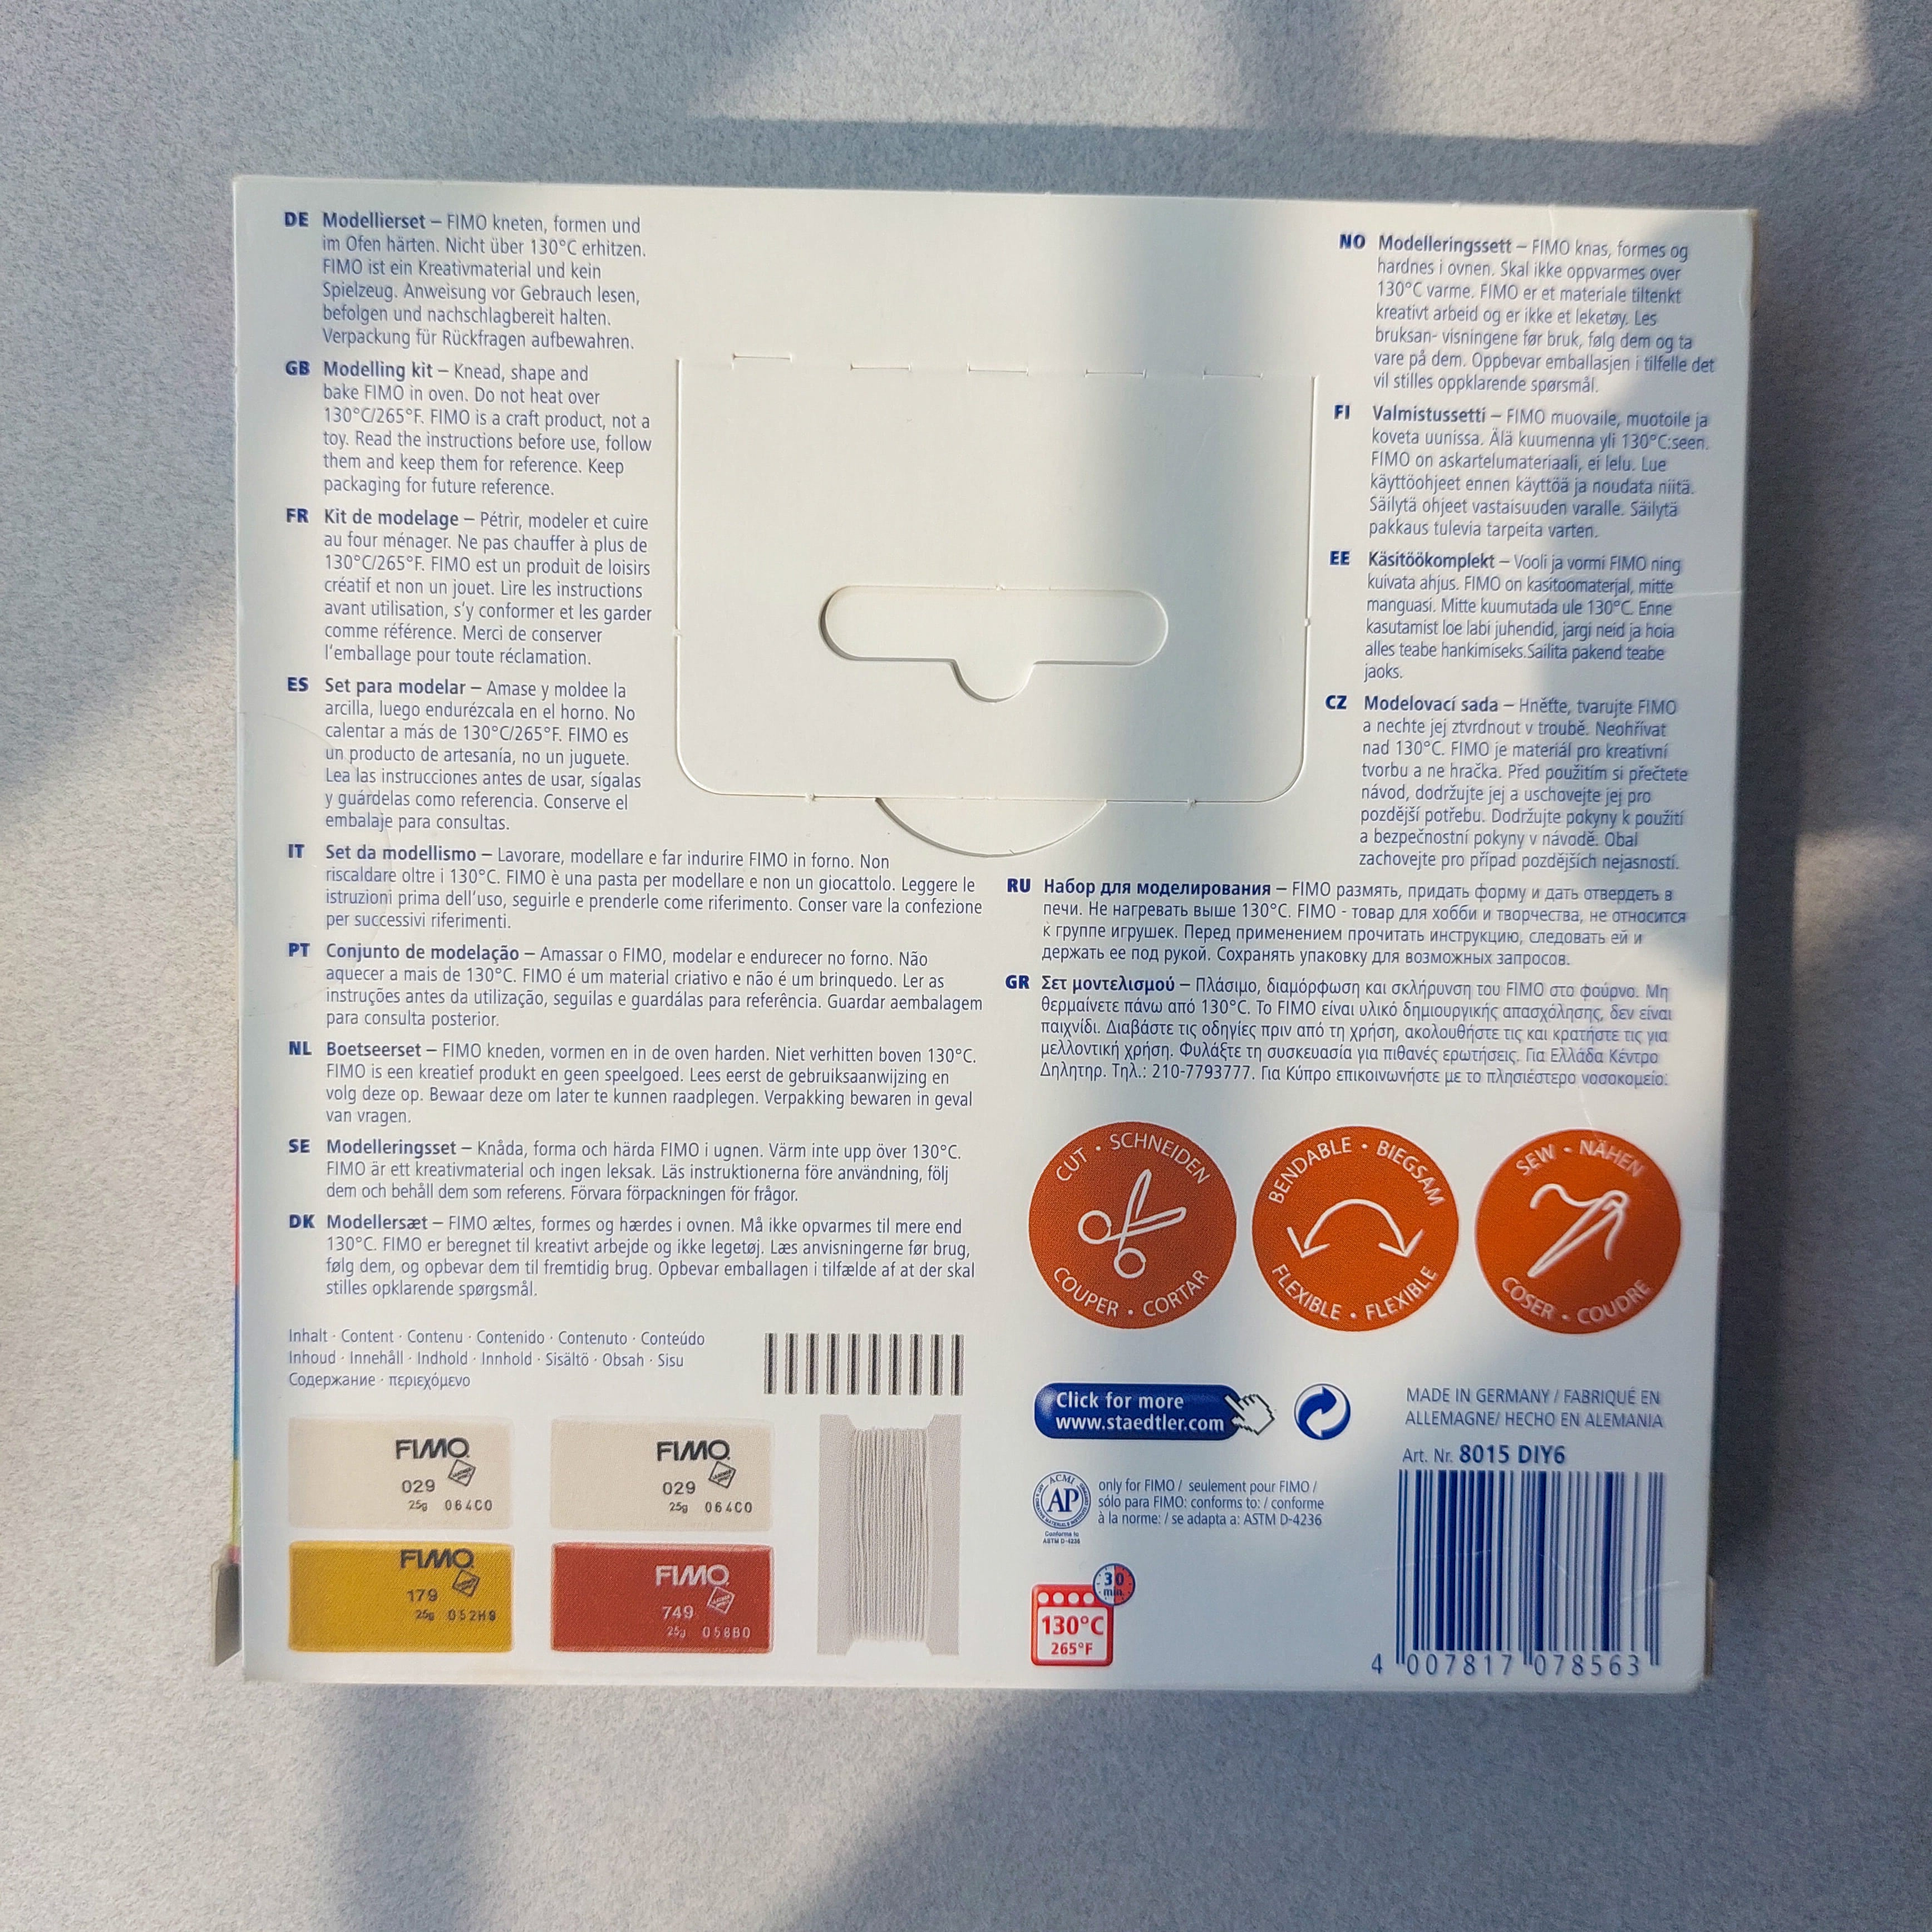 DE Modellierset – FIMO kneten, formen und
im Ofen härten. Nicht über 130°C erhitzen.
FIMO ist ein Kreativmaterial und kein
Spielzeug. Anweisung vor Gebrauch lesen,
befolgen und nachschlagbereit halten.
Verpackung für Rückfragen aufbewahren.
GB Modelling kit – Knead, shape and
bake FIMO in oven. Do not heat over
130°C/265°F. FIMO is a craft product, not a
toy. Read the instructions before use, follow
them and keep them for reference. Keep
packaging for future reference.
FR Kit de modelage – Pétrir, modeler et cuire
au four ménager. Ne pas chauffer à plus de
130°C/265°F. FIMO est un produit de loisirs
créatif et non un jouet. Lire les instructions
avant utilisation, s'y conformer et les garder
comme référence. Merci de conserver
l'emballage pour toute réclamation.
ES Set para modelar – Amase y moldee la
arcilla, luego endurézcala en el horno. No
calentar a más de 130°C/265°F. FIMO es
un producto de artesanía, no un juguete.
Lea las instrucciones antes de usar, sígalas
y guárdelas como referencia. Conserve el
embalaje para consultas.
IT Set da modellismo – Lavorare, modellare e far indurire FIMO in forno. Non
riscaldare oltre i 130°C. FIMO è una pasta per modellare e non un giocattolo. Leggere le
istruzioni prima dell'uso, seguirle e prenderle come riferimento. Conser vare la confezione
per successivi riferimenti.
PT Conjunto de modelação – Amassar o FIMO, modelar e endurecer no forno. Não
aquecer a mais de 130°C. FIMO é um material criativo e não é um brinquedo. Ler as
instruções antes da utilização, seguilas e guardálas para referência. Guardar aembalagem
para consulta posterior.
NL Boetseerset – FIMO kneden, vormen en in de oven harden. Niet verhitten boven 130°C.
FIMO is een kreatief produkt en geen speelgoed. Lees eerst de gebruiksaanwijzing en
volg deze op. Bewaar deze om later te kunnen raadplegen. Verpakking bewaren in geval
van vragen.
SE Modelleringsset – Knåda, forma och härda FIMO i ugnen. Värm inte upp över 130°C.
FIMO är ett kreativmaterial och ingen leksak. Läs instruktionerna före användning, följ
dem och behåll dem som referens. Förvara förpackningen för frågor.
DK Modellersæt – FIMO æltes, formes og hærdes i ovnen. Må ikke opvarmes til mere end
130°C. FIMO er beregnet til kreativt arbejde og ikke legetøj. Læs anvisningerne før brug,
følg dem, og opbevar dem til fremtidig brug. Opbevar emballagen i tilfælde af at der skal
stilles opklarende spørgsmål.
Inhalt · Content · Contenu · Contenido · Contenuto · Conteúdo
Inhoud · Innehåll · Indhold · Innhold · Sisältö · Obsah · Sisu
Содержание · περιεχόμενο
FIMO
029
25g 064C0
FIMO
029
25g 064C0
FIMO
179
25g 052H8
FIMO
749
25g 058B0
NO Modelleringssett – FIMO knas, formes og
hardnes i ovnen. Skal ikke oppvarmes over
130°C varme. FIMO er et materiale tiltenkt
kreativt arbeid og er ikke et leketøy. Les
bruksan- visningene før bruk, følg dem og ta
vare på dem. Oppbevar emballasjen i tilfelle det
vil stilles oppklarende spørsmål.
FI Valmistussetti – FIMO muovaile, muotoile ja
koveta uunissa. Älä kuumenna yli 130°C:seen.
FIMO on askartelumateriaali, ei lelu. Lue
käyttöohjeet ennen käyttöä ja noudata niitä.
Säilytä ohjeet vastaisuuden varalle. Säilytä
pakkaus tulevia tarpeita varten.
EE Käsitöökomplekt – Vooli ja vormi FIMO ning
kuivata ahjus. FIMO on kasitoomaterjal, mitte
manguasi. Mitte kuumutada ule 130°C. Enne
kasutamist loe labi juhendid, jargi neid ja hoia
alles teabe hankimiseks.Sailita pakend teabe
jaoks.
CZ Modelovací sada – Hněťte, tvarujte FIMO
a nechte jej ztvrdnout v troubě. Neohřívat
nad 130°C. FIMO je materiál pro kreativní
tvorbu a ne hračka. Před použitím si přečtete
návod, dodržujte jej a uschovejte jej pro
pozdější potřebu. Dodržujte pokyny k použití
a bezpečnostní pokyny v návodě. Obal
zachovejte pro případ pozdějších nejasností.
RU Набор для моделирования – FIMO размять, придать форму и дать отвердеть в
печи. Не нагревать выше 130°C. FIMO - товар для хобби и творчества, не относится
к группе игрушек. Перед применением прочитать инструкцию, следовать ей и
держать ее под рукой. Сохранять упаковку для возможных запросов.
GR Σετ μοντελισμού – Πλάσιμο, διαμόρφωση και σκλήρυνση του FIMO στο φούρνο. Μη
θερμαίνετε πάνω από 130°C. Το FIMO είναι υλικό δημιουργικής απασχόλησης, δεν είναι
παιχνίδι. Διαβάστε τις οδηγίες πριν από τη χρήση, ακολουθήστε τις και κρατήστε τις για
μελλοντική χρήση. Φυλάξτε τη συσκευασία για πιθανές ερωτήσεις. Για Ελλάδα Κέντρο
Δηλητηρ. Τηλ.: 210-7793777. Για Κύπρο επικοινωνήστε με το πλησιέστερο νοσοκομείο.
CUT · SCHNEIDEN
COUPER · CORTAR
BENDABLE · BIEGSAM
FLEXIBLE · FLEXIBLE
SEW · NÄHEN
COSER · COUDRE
Click for more
www.staedtler.com
MADE IN GERMANY / FABRIQUÉ EN
ALLEMAGNE/ HECHO EN ALEMANIA
Art. Nr. 8015 DIY6
ACMI
AP
Conforms to
ASTM D-4236
only for FIMO / seulement pour FIMO /
sólo para FIMO: conforms to: / conforme
à la norme: / se adapta a: ASTM D-4236
30
min.
130°C
265°F
4 007817 078563